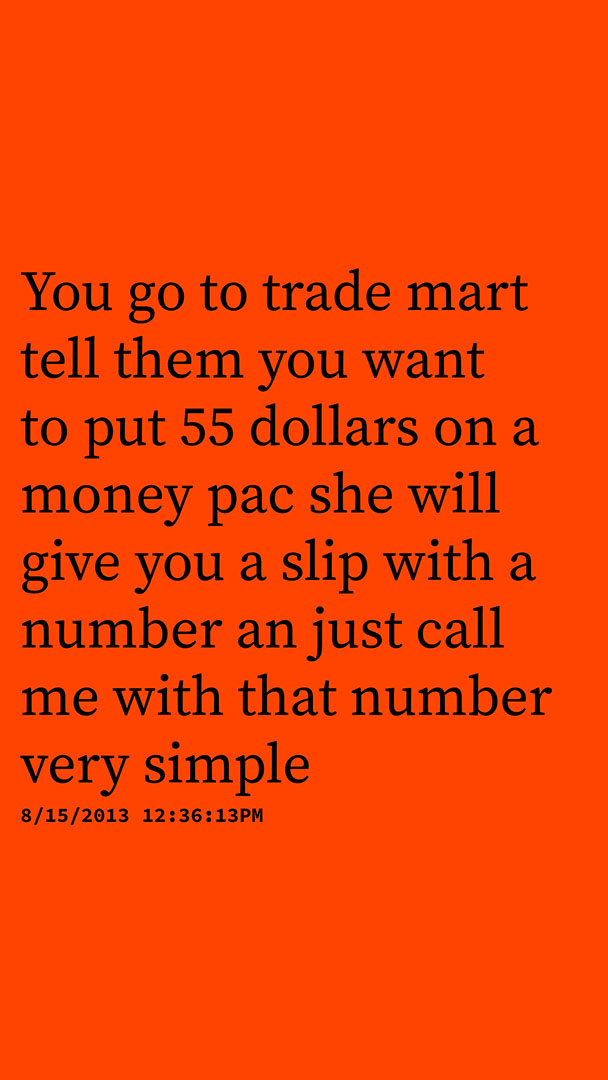 You go to trade mart
tell them you want
to put 55 dollars on a
money pac she will
give you a slip with a
number an just call
me with that number
very simple
8/15/2013 12:36:13PM